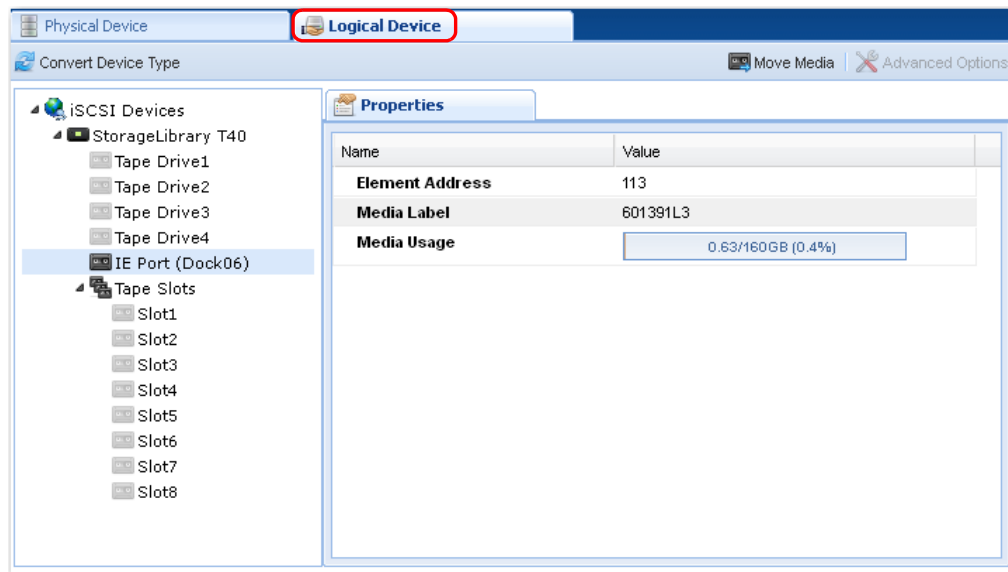 Physical Device
Logical Device
Convert Device Type
Move Media
Advanced Options
iSCSI Devices
StorageLibrary T40
Tape Drive1
Tape Drive2
Tape Drive3
Tape Drive4
IE Port (Dock06)
Tape Slots
Slot1
Slot2
Slot3
Slot4
Slot5
Slot6
Slot7
Slot8
Properties
Name Value
Element Address 113
Media Label 601391L3
Media Usage 0.63/160GB (0.4%)